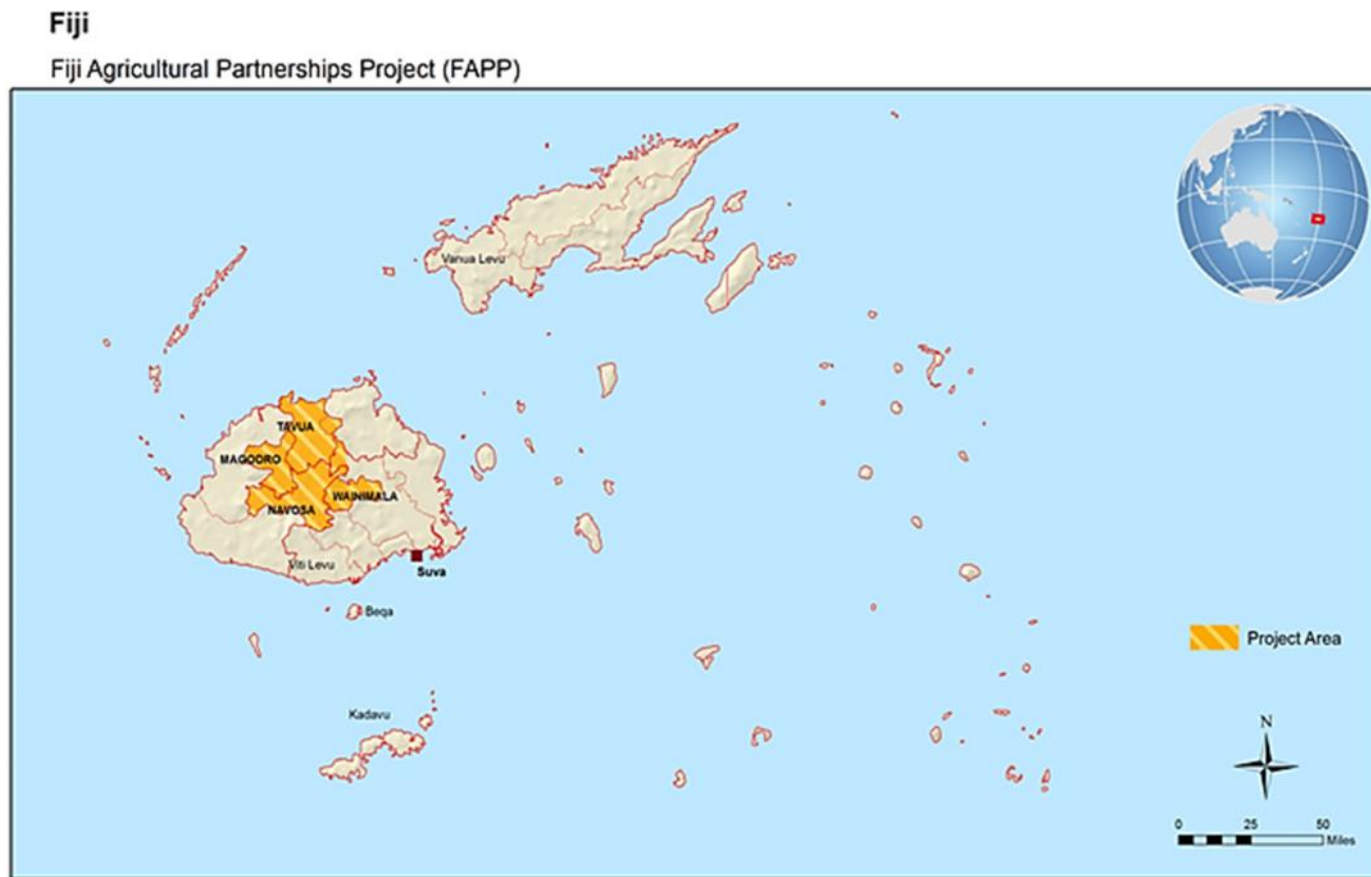 Fiji
Fiji Agricultural Partnerships Project (FAPP)
Vanua Levu
TAVUA
MAGODRO
WAINIMALA
NAVOSA
Viti Levu
Suva
Beqa
Project Area
Kadavu
N
0 25 50
Miles